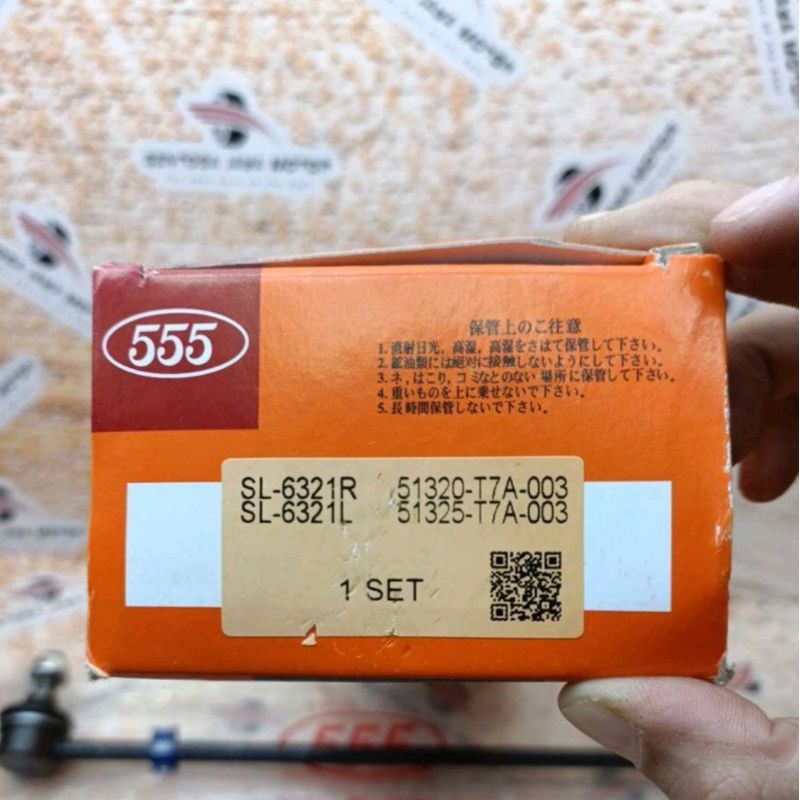 555
保管上のご注意
1. 直射日光，高湿，高湿をさけて保管して下さい。
2. 鉱油類には絶対に接触しないようにして下さい。
3. ネ，ほこり，コミなとのない場所に保管して下さい。
4. 重いものを上に乗せないで下さい。
5. 長時間保管しないで下さい。
SL-6321R 51320-T7A-003
SL-6321L 51325-T7A-003
1 SET
555